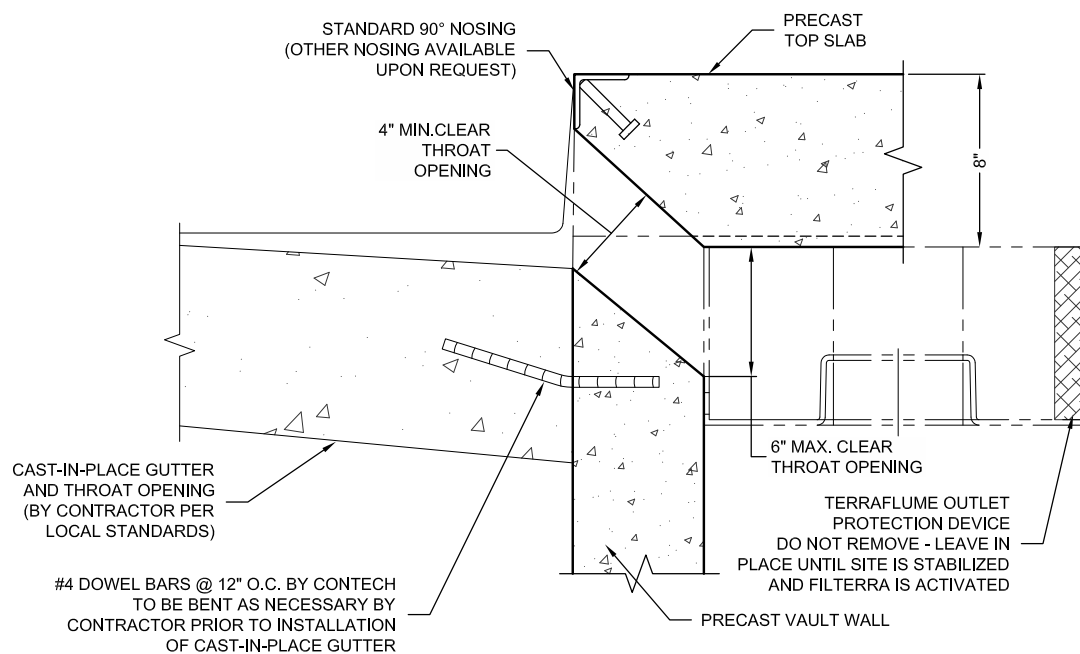 STANDARD 90° NOSING
(OTHER NOSING AVAILABLE
UPON REQUEST)
PRECAST
TOP SLAB
4" MIN.CLEAR
THROAT
OPENING
8"
6" MAX. CLEAR
THROAT OPENING
CAST-IN-PLACE GUTTER
AND THROAT OPENING
(BY CONTRACTOR PER
LOCAL STANDARDS)
TERRAFLUME OUTLET
PROTECTION DEVICE
DO NOT REMOVE - LEAVE IN
PLACE UNTIL SITE IS STABILIZED
AND FILTERRA IS ACTIVATED
#4 DOWEL BARS @ 12" O.C. BY CONTECH
TO BE BENT AS NECESSARY BY
CONTRACTOR PRIOR TO INSTALLATION
OF CAST-IN-PLACE GUTTER
PRECAST VAULT WALL